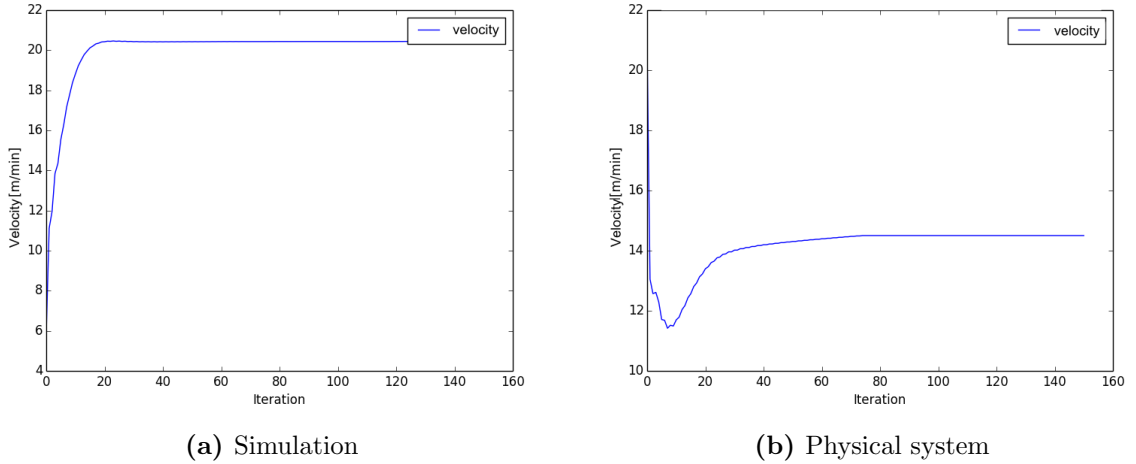 22
20
18
16
14
12
10
8
6
4
Velocity[m/min]
velocity
0 20 40 60 80 100 120 140 160
Iteration
(a) Simulation
22
20
18
16
14
12
10
Velocity[m/min]
velocity
0 20 40 60 80 100 120 140 160
Iteration
(b) Physical system